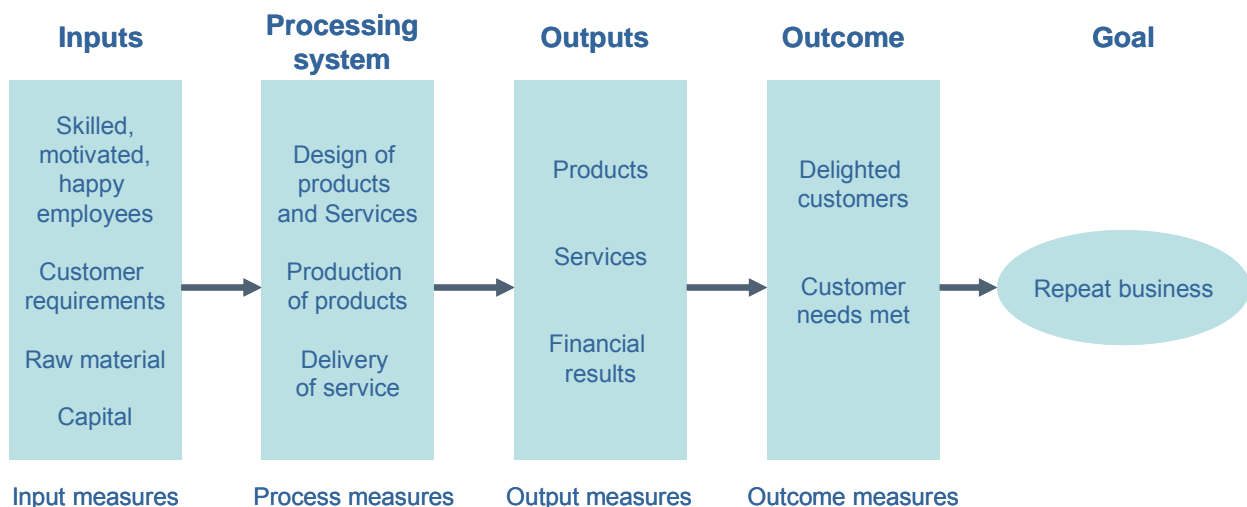 Inputs
Processing
system
Outputs
Outcome
Goal
Skilled,
motivated,
happy
employees
Customer
requirements
Raw material
Capital
Design of
products
and Services
Production
of products
Delivery
of service
Products
Services
Financial
results
Delighted
customers
Customer
needs met
Repeat business
Input measures
Process measures
Output measures
Outcome measures